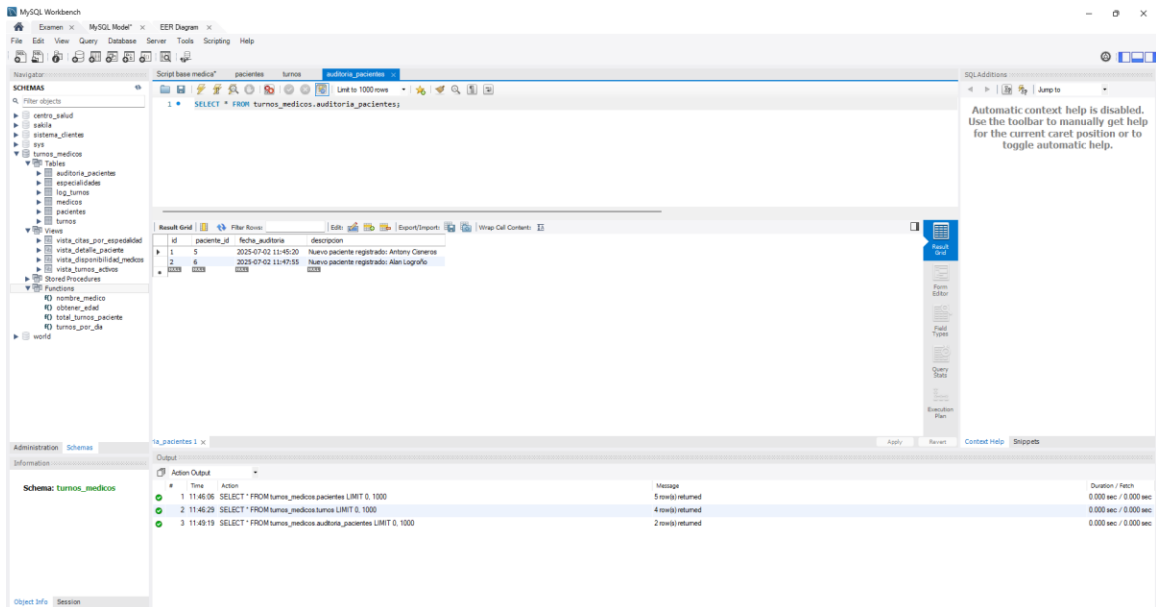 MySQL Workbench
Examen × MySQL Model* × EER Diagram ×
File Edit View Query Database Server Tools Scripting Help
Navigator
SCHEMAS
Filter objects
centro_salud
sakila
sistema_clientes
sys
turnos_medicos
Tables
auditoria_pacientes
especialidades
log_turnos
medicos
pacientes
turnos
Views
vista_citas_por_especialidad
vista_detalle_paciente
vista_disponibilidad_medicos
vista_turnos_activos
Stored Procedures
Functions
f() nombre_medico
f() obtener_edad
f() total_turnos_paciente
f() turnos_por_dia
world
Administration Schemas
Information
Schema: turnos_medicos
Object Info Session
Script base medica* pacientes turnos auditoria_pacientes ×
Limit to 1000 rows
1 SELECT * FROM turnos_medicos.auditoria_pacientes;
Result Grid Filter Rows: Edit: Export/Import: Wrap Cell Content:
id paciente_id fecha_auditoria descripcion
1 5 2025-07-02 11:45:20 Nuevo paciente registrado: Antony Cisneros
2 6 2025-07-02 11:47:55 Nuevo paciente registrado: Alan Logroño
NULL NULL NULL NULL
Result Grid
Form Editor
Field Types
Query Stats
Execution Plan
ria_pacientes 1 × Apply Revert
SQLAdditions
Jump to
Automatic context help is disabled.
Use the toolbar to manually get help
for the current caret position or to
toggle automatic help.
Context Help Snippets
Output
Action Output
# Time Action Message Duration / Fetch
1 11:46:06 SELECT * FROM turnos_medicos.pacientes LIMIT 0, 1000 5 row(s) returned 0.000 sec / 0.000 sec
2 11:46:29 SELECT * FROM turnos_medicos.turnos LIMIT 0, 1000 4 row(s) returned 0.000 sec / 0.000 sec
3 11:49:19 SELECT * FROM turnos_medicos.auditoria_pacientes LIMIT 0, 1000 2 row(s) returned 0.000 sec / 0.000 sec